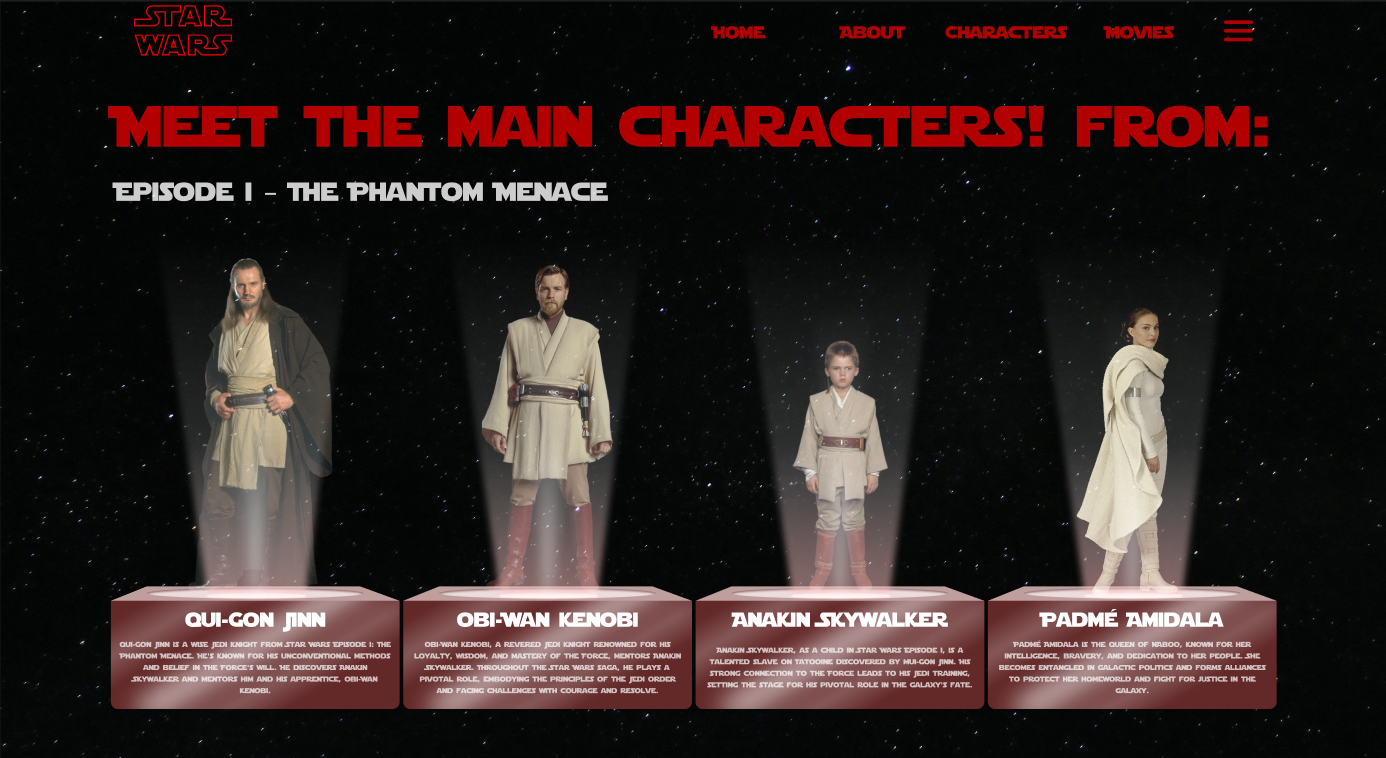 STAR
WARS
HOME
ABOUT
CHARACTERS
MOVIES
MEET THE MAIN CHARACTERS! FROM:
EPISODE I – THE PHANTOM MENACE
QUI-GON JINN
QUI-GON JINN IS A WISE JEDI KNIGHT FROM STAR WARS EPISODE I: THE
PHANTOM MENACE. HE'S KNOWN FOR HIS UNCONVENTIONAL METHODS
AND BELIEF IN THE FORCE'S WILL. HE DISCOVERS ANAKIN
SKYWALKER AND MENTORS HIM AND HIS APPRENTICE, OBI-WAN
KENOBI.
OBI-WAN KENOBI
OBI-WAN KENOBI, A REVERED JEDI KNIGHT RENOWNED FOR HIS
LOYALTY, WISDOM, AND MASTERY OF THE FORCE, MENTORS ANAKIN
SKYWALKER. THROUGHOUT THE STAR WARS SAGA, HE PLAYS A
PIVOTAL ROLE, EMBODYING THE PRINCIPLES OF THE JEDI ORDER
AND FACING CHALLENGES WITH COURAGE AND RESOLVE.
ANAKIN SKYWALKER
ANAKIN SKYWALKER, AS A CHILD IN STAR WARS EPISODE I, IS A
TALENTED SLAVE ON TATOOINE DISCOVERED BY MUI-GON JINN. HIS
STRONG CONNECTION TO THE FORCE LEADS TO HIS JEDI TRAINING,
SETTING THE STAGE FOR HIS PIVOTAL ROLE IN THE GALAXY'S FATE.
PADMÉ AMIDALA
PADMÉ AMIDALA IS THE QUEEN OF NABOO, KNOWN FOR HER
INTELLIGENCE, BRAVERY, AND DEDICATION TO HER PEOPLE. SHE
BECOMES ENTANGLED IN GALACTIC POLITICS AND FORMS ALLIANCES
TO PROTECT HER HOMEWORLD AND FIGHT FOR JUSTICE IN THE
GALAXY.